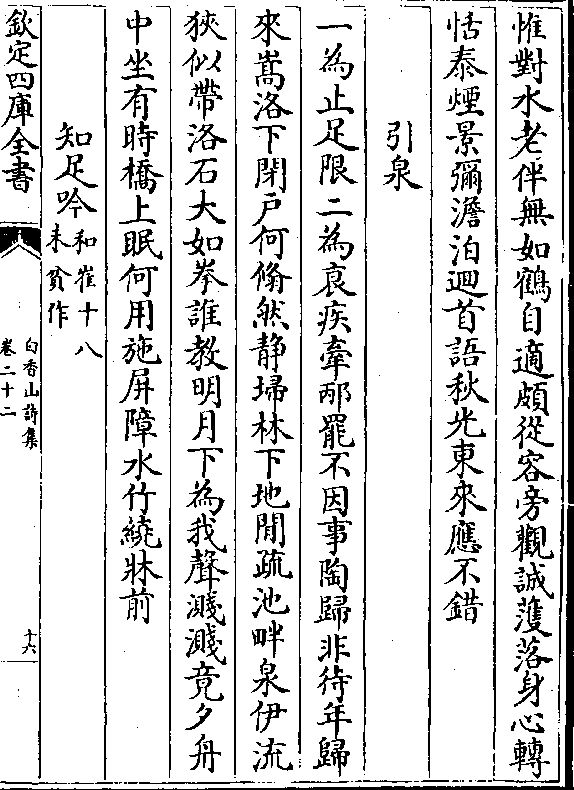 惟對水老伴無如鶴自適頗從容旁觀誠濩落身心轉
恬泰煙景彌澹泊迴首語秋光東來應不錯
引泉
一為止足限二為衰疾牽邴罷不因事陶歸非待年歸
來嵩洛下閉戶何翛然静埽林下地閒疏池畔泉伊流
狹似帶洛石大如拳誰教明月下為我聲濺濺竟夕舟
中坐有時橋上眠何用施屏障水竹繞牀前
知足吟和崔十八
未貧作
欽定四庫全書
白香山詩集
卷二十二
十六